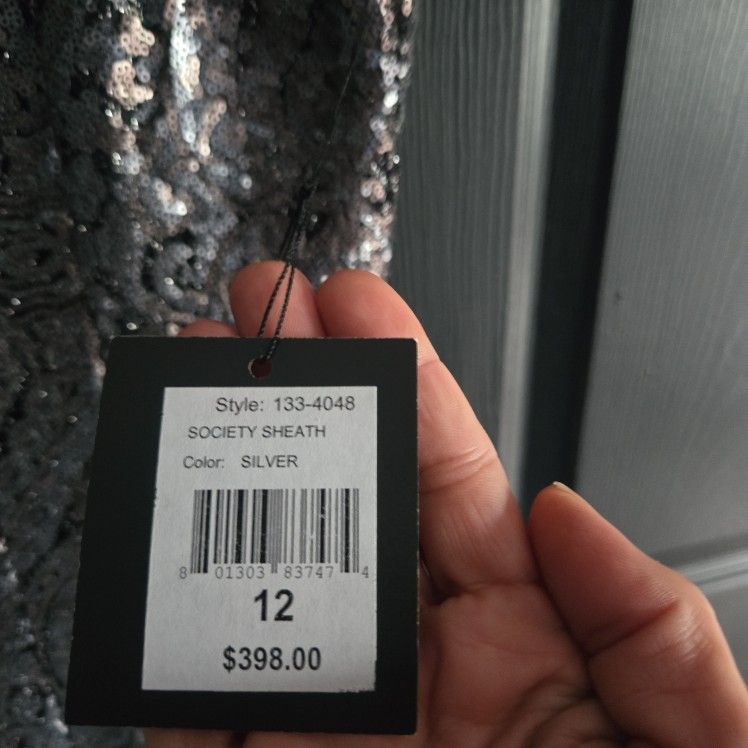 Style: 133-4048
SOCIETY SHEATH
Color: SILVER
8 01303 83747 4
12
$398.00